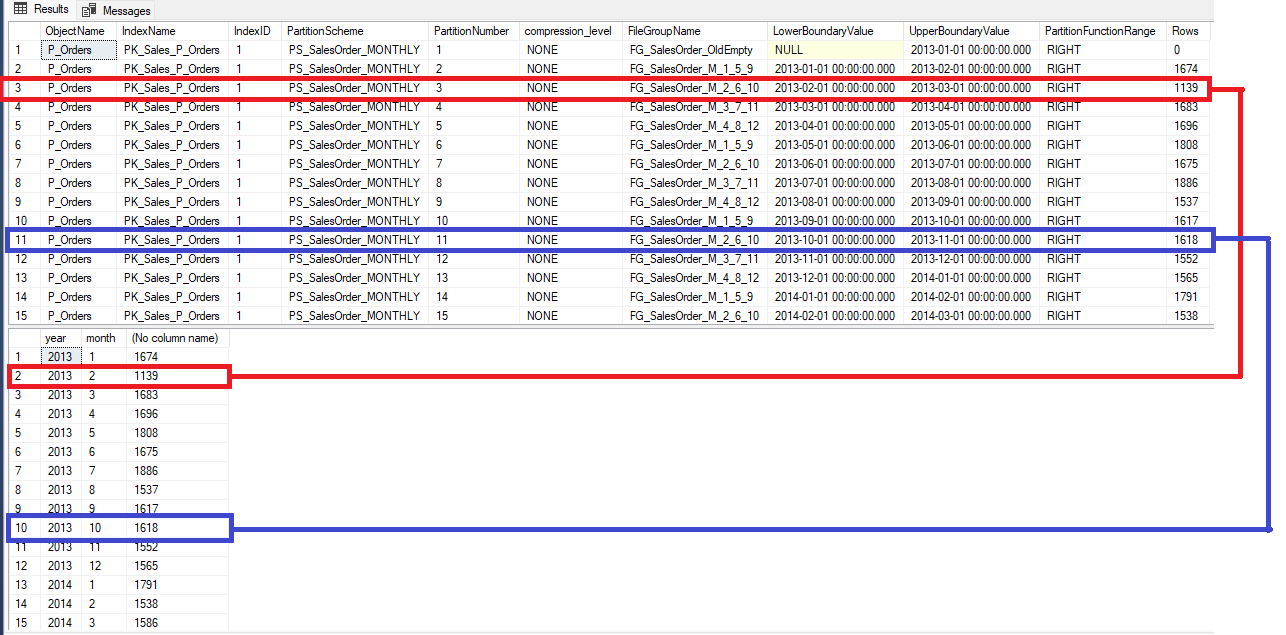 Results Messages
ObjectName IndexName IndexID PartitionScheme PartitionNumber compression_level FileGroupName LowerBoundaryValue UpperBoundaryValue PartitionFunctionRange Rows
1 P_Orders PK_Sales_P_Orders 1 PS_SalesOrder_MONTHLY 1 NONE FG_SalesOrder_OldEmpty NULL 2013-01-01 00:00:00.000 RIGHT 0
2 P_Orders PK_Sales_P_Orders 1 PS_SalesOrder_MONTHLY 2 NONE FG_SalesOrder_M_1_5_9 2013-01-01 00:00:00.000 2013-02-01 00:00:00.000 RIGHT 1674
3 P_Orders PK_Sales_P_Orders 1 PS_SalesOrder_MONTHLY 3 NONE FG_SalesOrder_M_2_6_10 2013-02-01 00:00:00.000 2013-03-01 00:00:00.000 RIGHT 1139
4 P_Orders PK_Sales_P_Orders 1 PS_SalesOrder_MONTHLY 4 NONE FG_SalesOrder_M_3_7_11 2013-03-01 00:00:00.000 2013-04-01 00:00:00.000 RIGHT 1683
5 P_Orders PK_Sales_P_Orders 1 PS_SalesOrder_MONTHLY 5 NONE FG_SalesOrder_M_4_8_12 2013-04-01 00:00:00.000 2013-05-01 00:00:00.000 RIGHT 1696
6 P_Orders PK_Sales_P_Orders 1 PS_SalesOrder_MONTHLY 6 NONE FG_SalesOrder_M_1_5_9 2013-05-01 00:00:00.000 2013-06-01 00:00:00.000 RIGHT 1808
7 P_Orders PK_Sales_P_Orders 1 PS_SalesOrder_MONTHLY 7 NONE FG_SalesOrder_M_2_6_10 2013-06-01 00:00:00.000 2013-07-01 00:00:00.000 RIGHT 1675
8 P_Orders PK_Sales_P_Orders 1 PS_SalesOrder_MONTHLY 8 NONE FG_SalesOrder_M_3_7_11 2013-07-01 00:00:00.000 2013-08-01 00:00:00.000 RIGHT 1886
9 P_Orders PK_Sales_P_Orders 1 PS_SalesOrder_MONTHLY 9 NONE FG_SalesOrder_M_4_8_12 2013-08-01 00:00:00.000 2013-09-01 00:00:00.000 RIGHT 1537
10 P_Orders PK_Sales_P_Orders 1 PS_SalesOrder_MONTHLY 10 NONE FG_SalesOrder_M_1_5_9 2013-09-01 00:00:00.000 2013-10-01 00:00:00.000 RIGHT 1617
11 P_Orders PK_Sales_P_Orders 1 PS_SalesOrder_MONTHLY 11 NONE FG_SalesOrder_M_2_6_10 2013-10-01 00:00:00.000 2013-11-01 00:00:00.000 RIGHT 1618
12 P_Orders PK_Sales_P_Orders 1 PS_SalesOrder_MONTHLY 12 NONE FG_SalesOrder_M_3_7_11 2013-11-01 00:00:00.000 2013-12-01 00:00:00.000 RIGHT 1552
13 P_Orders PK_Sales_P_Orders 1 PS_SalesOrder_MONTHLY 13 NONE FG_SalesOrder_M_4_8_12 2013-12-01 00:00:00.000 2014-01-01 00:00:00.000 RIGHT 1565
14 P_Orders PK_Sales_P_Orders 1 PS_SalesOrder_MONTHLY 14 NONE FG_SalesOrder_M_1_5_9 2014-01-01 00:00:00.000 2014-02-01 00:00:00.000 RIGHT 1791
15 P_Orders PK_Sales_P_Orders 1 PS_SalesOrder_MONTHLY 15 NONE FG_SalesOrder_M_2_6_10 2014-02-01 00:00:00.000 2014-03-01 00:00:00.000 RIGHT 1538
year month (No column name)
1 2013 1 1674
2 2013 2 1139
3 2013 3 1683
4 2013 4 1696
5 2013 5 1808
6 2013 6 1675
7 2013 7 1886
8 2013 8 1537
9 2013 9 1617
10 2013 10 1618
11 2013 11 1552
12 2013 12 1565
13 2014 1 1791
14 2014 2 1538
15 2014 3 1586